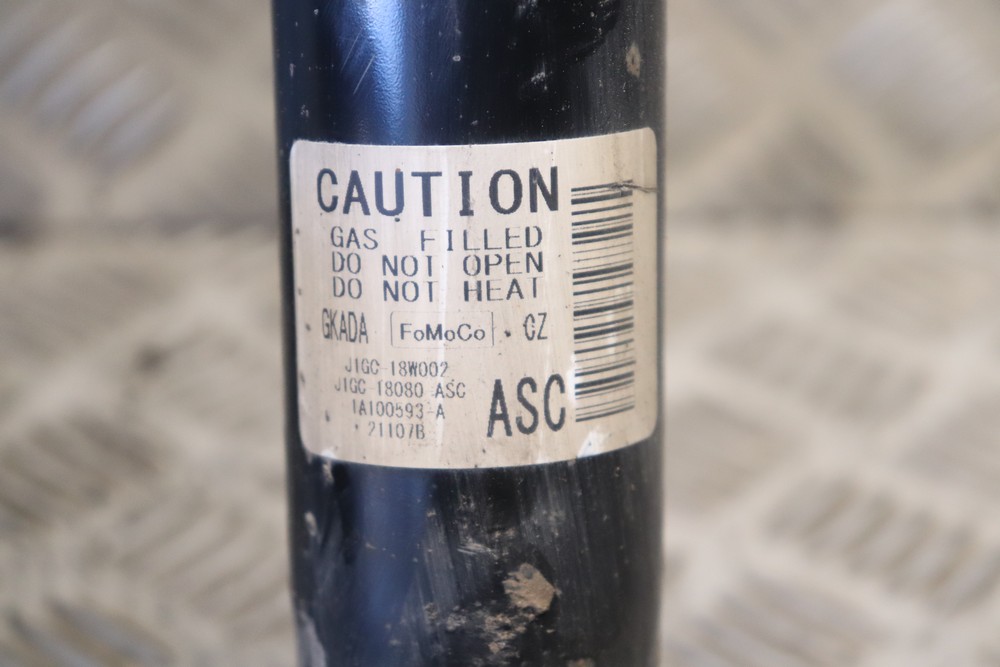 CAUTION
GAS FILLED
DO NOT OPEN
DO NOT HEAT
GKADA FoMoCo · CZ
J1GC-18W002
J1GC-18080-ASC
1A100593-A
21107B
ASC